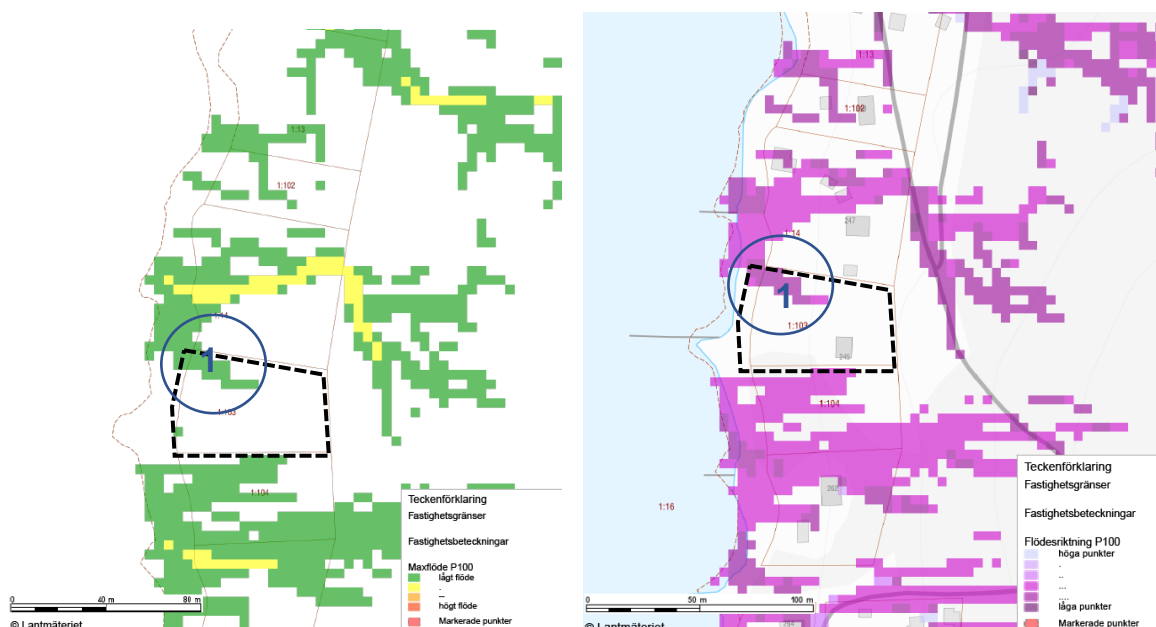 1:13
1:102
1:14
1
1:103
1:104
Teckenförklaring
Fastighetsgränser
Fastighetsbeteckningar
Maxflöde P100
lågt flöde
högt flöde
Markerade punkter
0
40
80 m
© Lantmäteriet
1:13
1:102
247
1:14
1
1:103
1:104
262
1:16
264
Teckenförklaring
Fastighetsgränser
Fastighetsbeteckningar
Flödesriktning P100
höga punkter
.
..
...
....
låga punkter
Markerade punkter
0
50 m
100 m
© Lantmäteriet